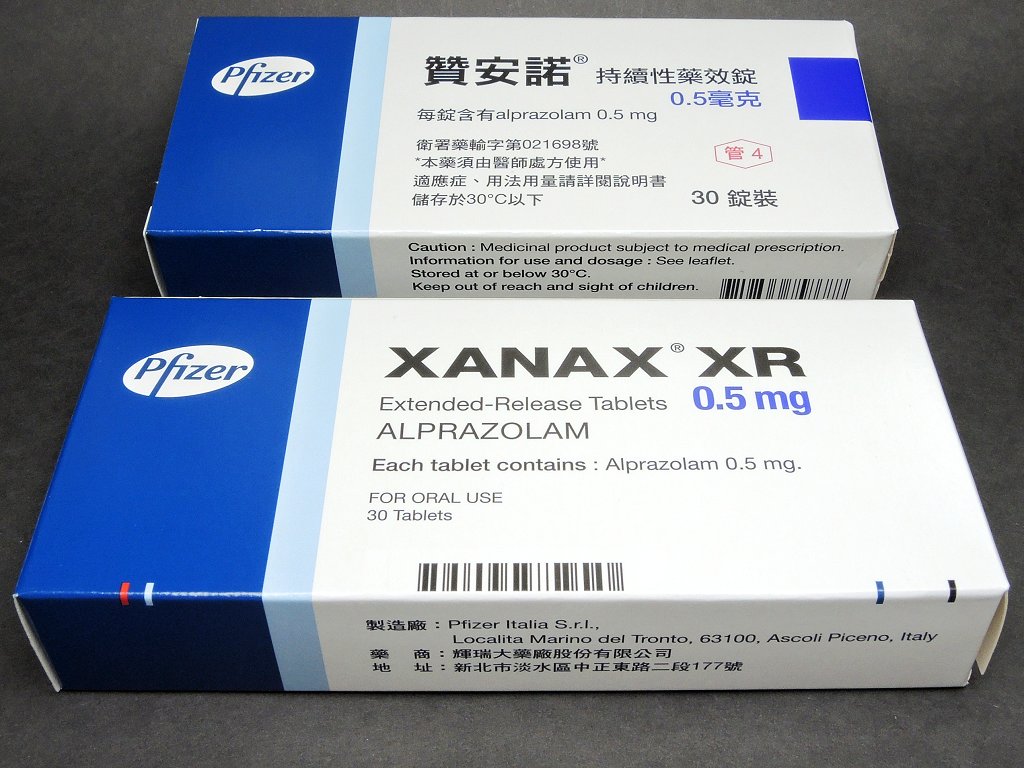 Pfizer
贊安諾® 持續性藥效錠
0.5毫克
每錠含有alprazolam 0.5 mg
衛署藥輸字第021698號
*本藥須由醫師處方使用*
適應症、用法用量請詳閱說明書
儲存於30°C以下
管 4
30 錠裝
Caution : Medicinal product subject to medical prescription.
Information for use and dosage : See leaflet.
Stored at or below 30°C.
Keep out of reach and sight of children.
Pfizer
XANAX® XR
Extended-Release Tablets 0.5 mg
ALPRAZOLAM
Each tablet contains : Alprazolam 0.5 mg.
FOR ORAL USE
30 Tablets
製造廠：Pfizer Italia S.r.l.,
Localita Marino del Tronto, 63100, Ascoli Piceno, Italy
藥 商：輝瑞大藥廠股份有限公司
地 址：新北市淡水區中正東路二段177號